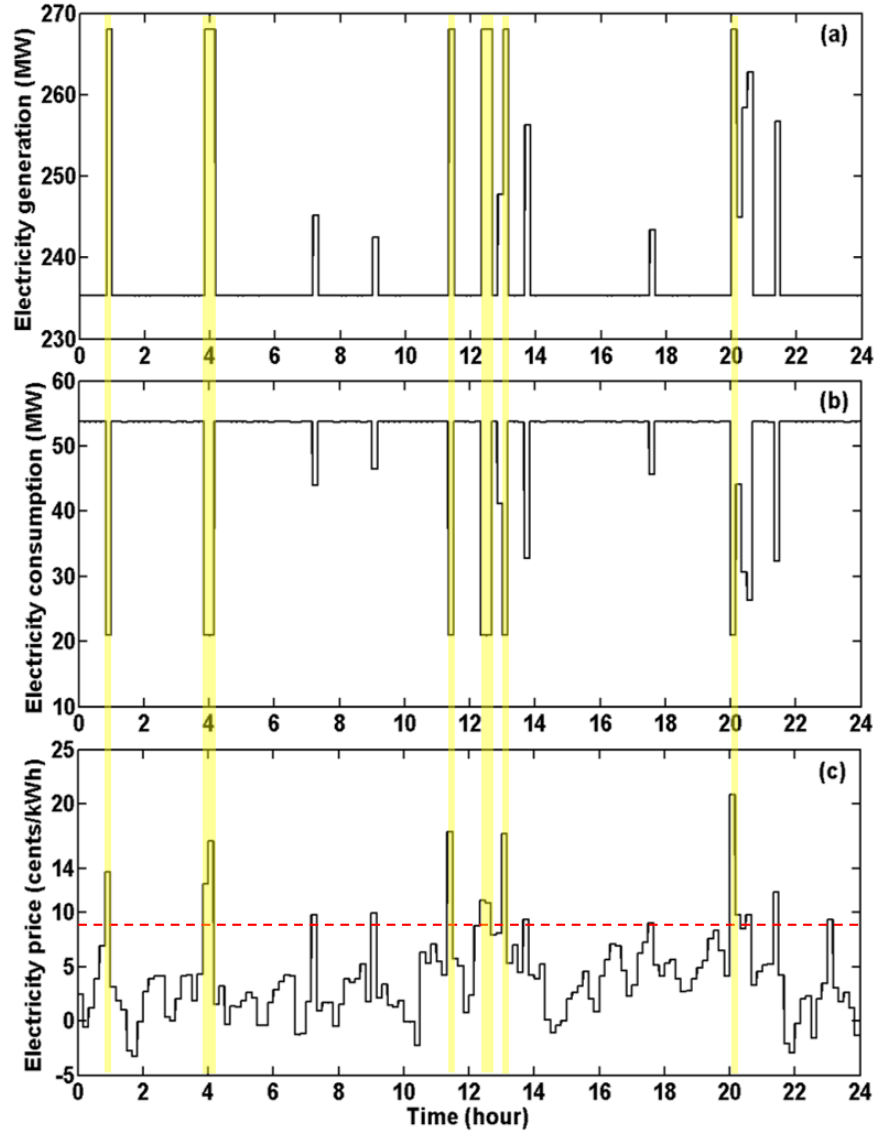 (a)
Electricity generation (MW)
270
260
250
240
230
0 2 4 6 8 10 12 14 16 18 20 22 24
(b)
Electricity consumption (MW)
60
50
40
30
20
10
0 2 4 6 8 10 12 14 16 18 20 22 24
(c)
Electricity price (cents/kWh)
25
20
14
10
5
0
-5
0 2 4 6 8 10 12 14 16 18 20 22 24
Time (hour)